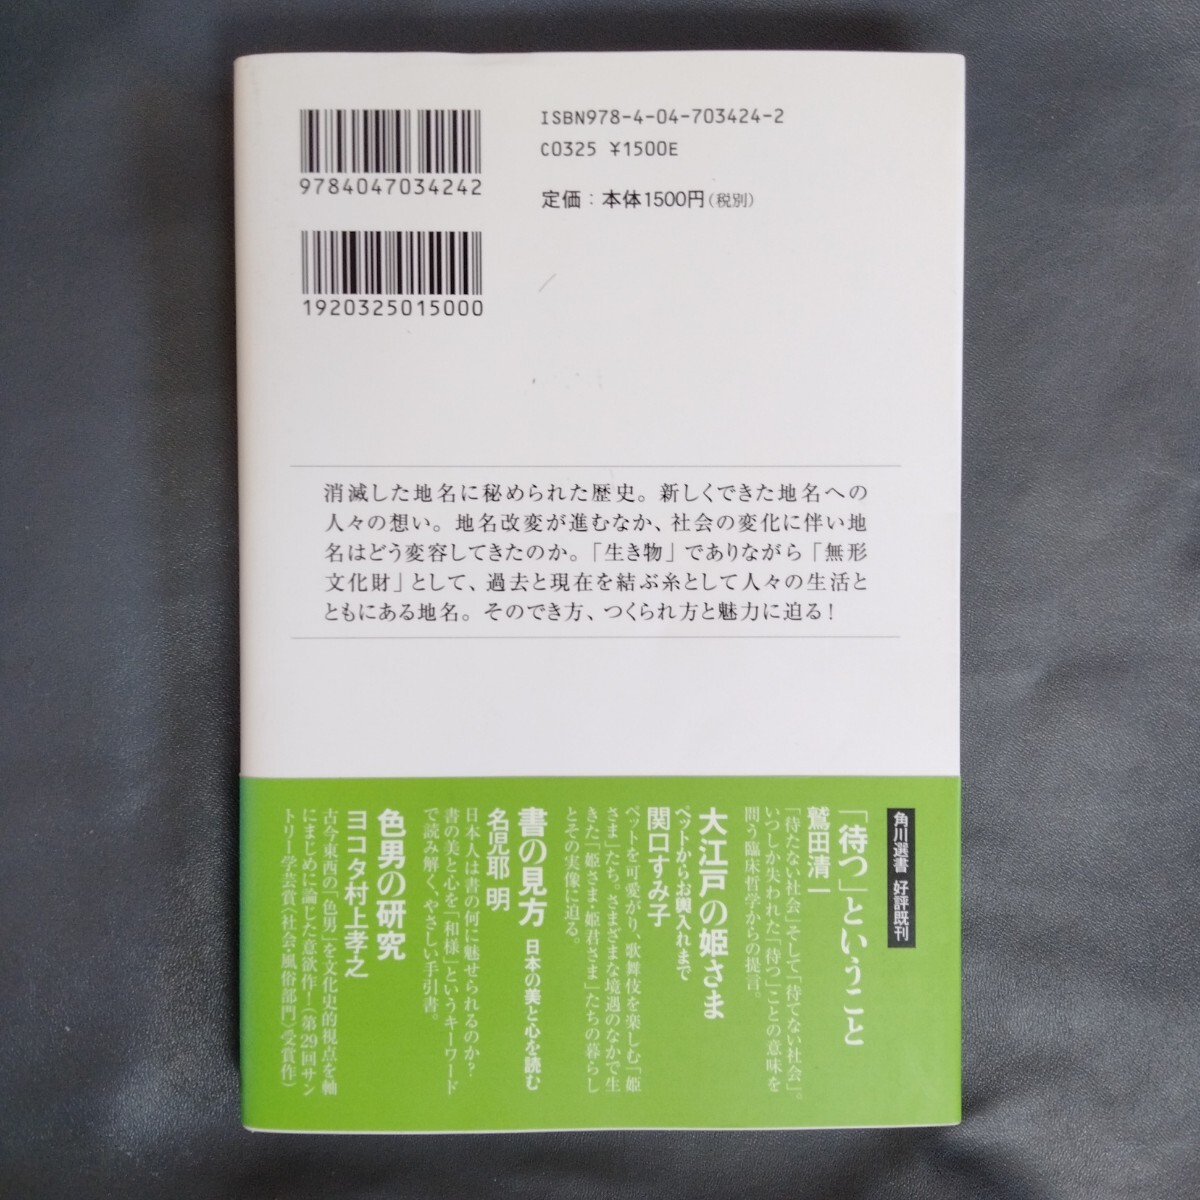 ISBN978-4-04-703424-2
C0325 ¥1500E
定価：本体1500円（税別）
9784047034242
1920325015000
消滅した地名に秘められた歴史。新しくできた地名への
人々の想い。地名改変が進むなか、社会の変化に伴い地
名はどう変容してきたのか。「生き物」でありながら「無形
文化財」として、過去と現在を結ぶ糸として人々の生活と
ともにある地名。そのでき方、つくられ方と魅力に迫る！
角川選書 好評既刊
「待つ」ということ
鷲田清一
「待たない社会」そして「待てない社会」。
いつしか失われた「待つ」ことの意味を
問う臨床哲学からの提言。
大江戸の姫さま
ペットからお輿入れまで
関口すみ子
ペットを可愛がり、歌舞伎を楽しむ「姫
さま」たち。さまざまな境遇のなかで生
きた「姫さま・姫君さま」たちの暮らし
とその実像に迫る。
書の見方 日本の美と心を読む
名児耶 明
日本人は書の何に魅せられるのか？
書の美と心を「和様」というキーワード
で読み解く、やさしい手引書。
色男の研究
ヨコタ村上孝之
古今東西の「色男」を文化史的視点を軸
にまじめに論じた意欲作！（第29回サン
トリー学芸賞〈社会・風俗部門〉受賞作）